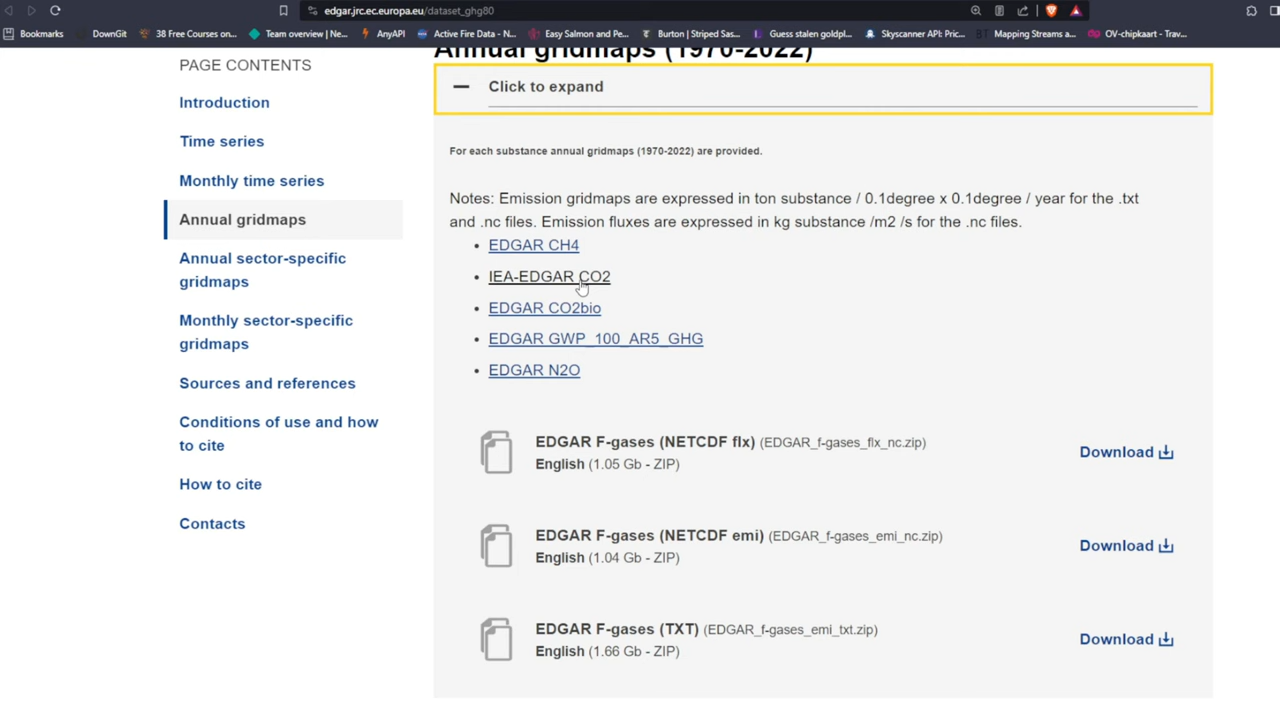 edgar.jrc.ec.europa.eu/dataset_ghg80
Bookmarks
DownGit
38 Free Courses on...
Team overview | Ne...
AnyAPI
Active Fire Data - N...
Easy Salmon and Pe...
Burton | Striped Sas...
Guess stalen goldpl...
Skyscanner API: Pric...
Mapping Streams a...
OV-chipkaart - Trav...
PAGE CONTENTS
Introduction
Time series
Monthly time series
Annual gridmaps
Annual sector-specific
gridmaps
Monthly sector-specific
gridmaps
Sources and references
Conditions of use and how
to cite
How to cite
Contacts
Annual gridmaps (1970-2022)
Click to expand
For each substance annual gridmaps (1970-2022) are provided.
Notes: Emission gridmaps are expressed in ton substance / 0.1degree x 0.1degree / year for the .txt
and .nc files. Emission fluxes are expressed in kg substance /m2 /s for the .nc files.
• EDGAR CH4
• IEA-EDGAR CO2
• EDGAR CO2bio
• EDGAR GWP_100_AR5_GHG
• EDGAR N2O
EDGAR F-gases (NETCDF flx) (EDGAR_f-gases_flx_nc.zip)
English (1.05 Gb - ZIP)
Download
EDGAR F-gases (NETCDF emi) (EDGAR_f-gases_emi_nc.zip)
English (1.04 Gb - ZIP)
Download
EDGAR F-gases (TXT) (EDGAR_f-gases_emi_txt.zip)
English (1.66 Gb - ZIP)
Download